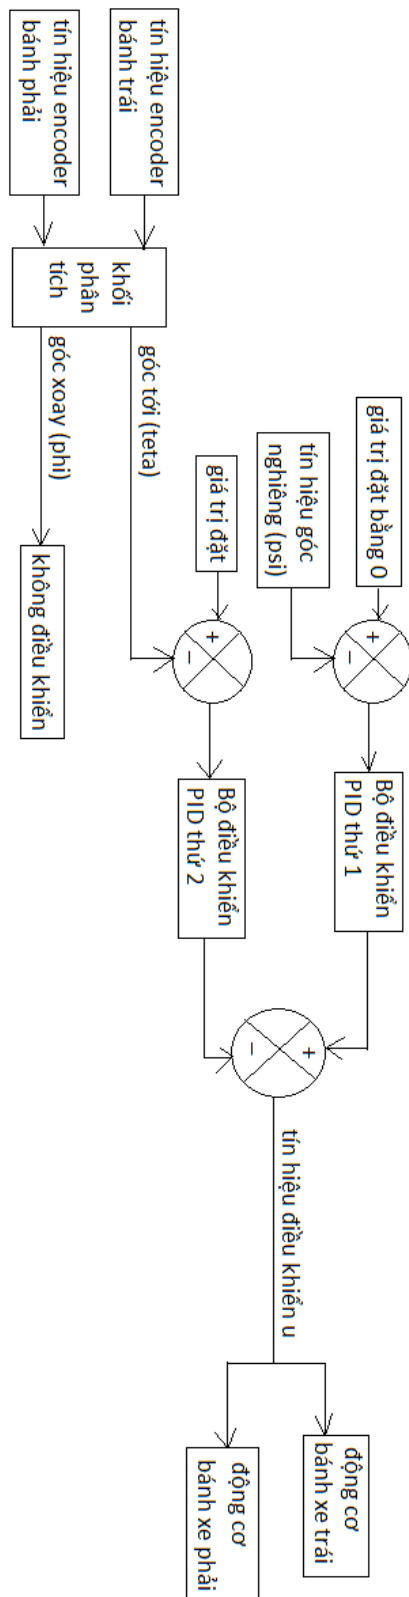 giá trị đặt bằng 0
tín hiệu góc
nghiêng (psi)
+
−
Bộ điều khiển
PID thứ 1
tín hiệu encoder
bánh trái
tín hiệu encoder
bánh phải
khối
phân
tích
góc tới (teta)
góc xoay (phi)
giá trị đặt
+
−
Bộ điều khiển
PID thứ 2
không điều khiển
+
−
tín hiệu điều khiển u
động cơ
bánh xe trái
động cơ
bánh xe phải